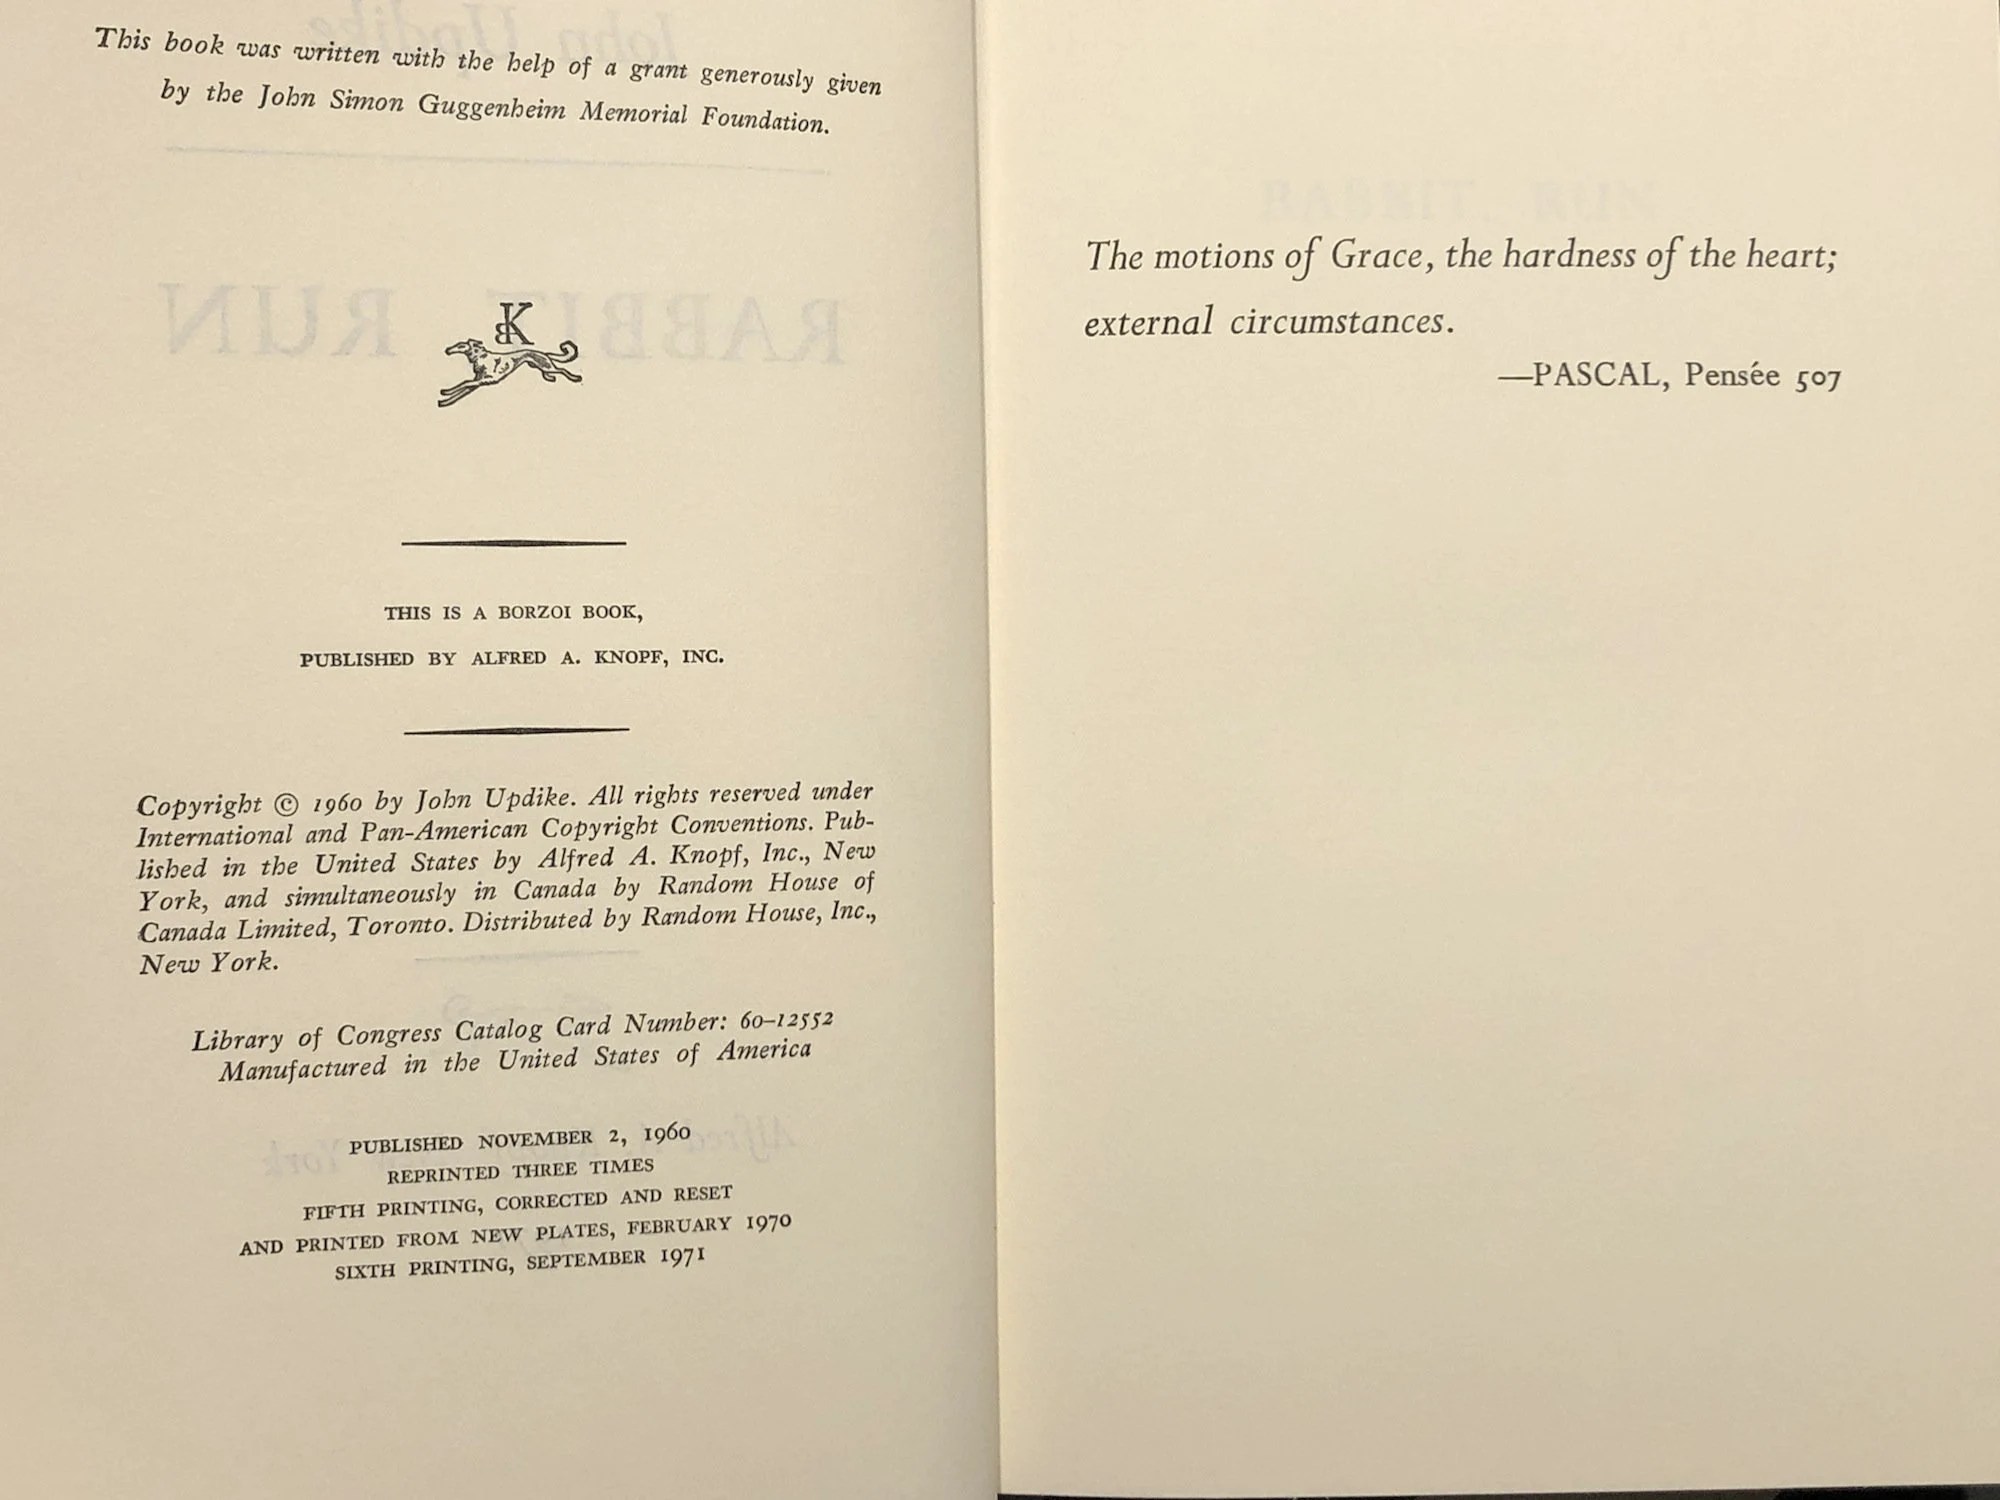 This book was written with the help of a grant generously given
by the John Simon Guggenheim Memorial Foundation.
BK
THIS IS A BORZOI BOOK,
PUBLISHED BY ALFRED A. KNOPF, INC.
Copyright © 1960 by John Updike. All rights reserved under
International and Pan-American Copyright Conventions. Pub-
lished in the United States by Alfred A. Knopf, Inc., New
York, and simultaneously in Canada by Random House of
Canada Limited, Toronto. Distributed by Random House, Inc.,
New York.
Library of Congress Catalog Card Number: 60–12552
Manufactured in the United States of America
PUBLISHED NOVEMBER 2, 1960
REPRINTED THREE TIMES
FIFTH PRINTING, CORRECTED AND RESET
AND PRINTED FROM NEW PLATES, FEBRUARY 1970
SIXTH PRINTING, SEPTEMBER 1971
The motions of Grace, the hardness of the heart;
external circumstances.
—PASCAL, Pensée 507